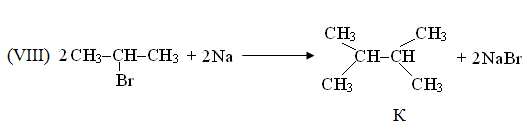 CH₃ CH₃
(VIII) 2 CH₃–CH–CH₃ + 2Na ⟶ CH–CH + 2NaBr
Br CH₃ CH₃
K